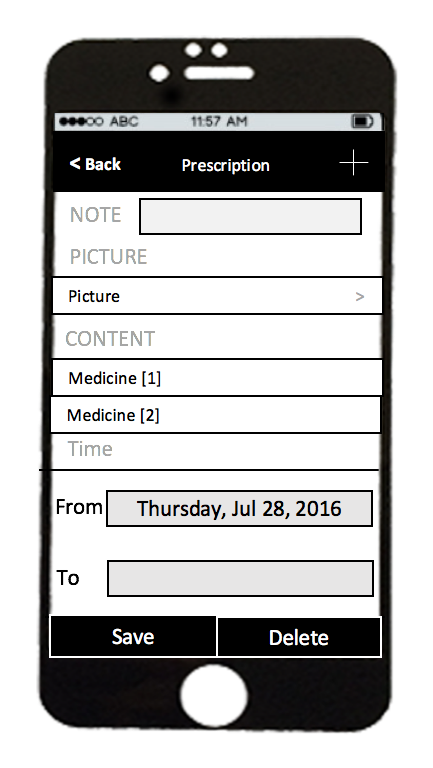 ABC 11:57 AM
< Back Prescription
NOTE
PICTURE
Picture >
CONTENT
Medicine [1]
Medicine [2]
Time
From Thursday, Jul 28, 2016
To
Save Delete